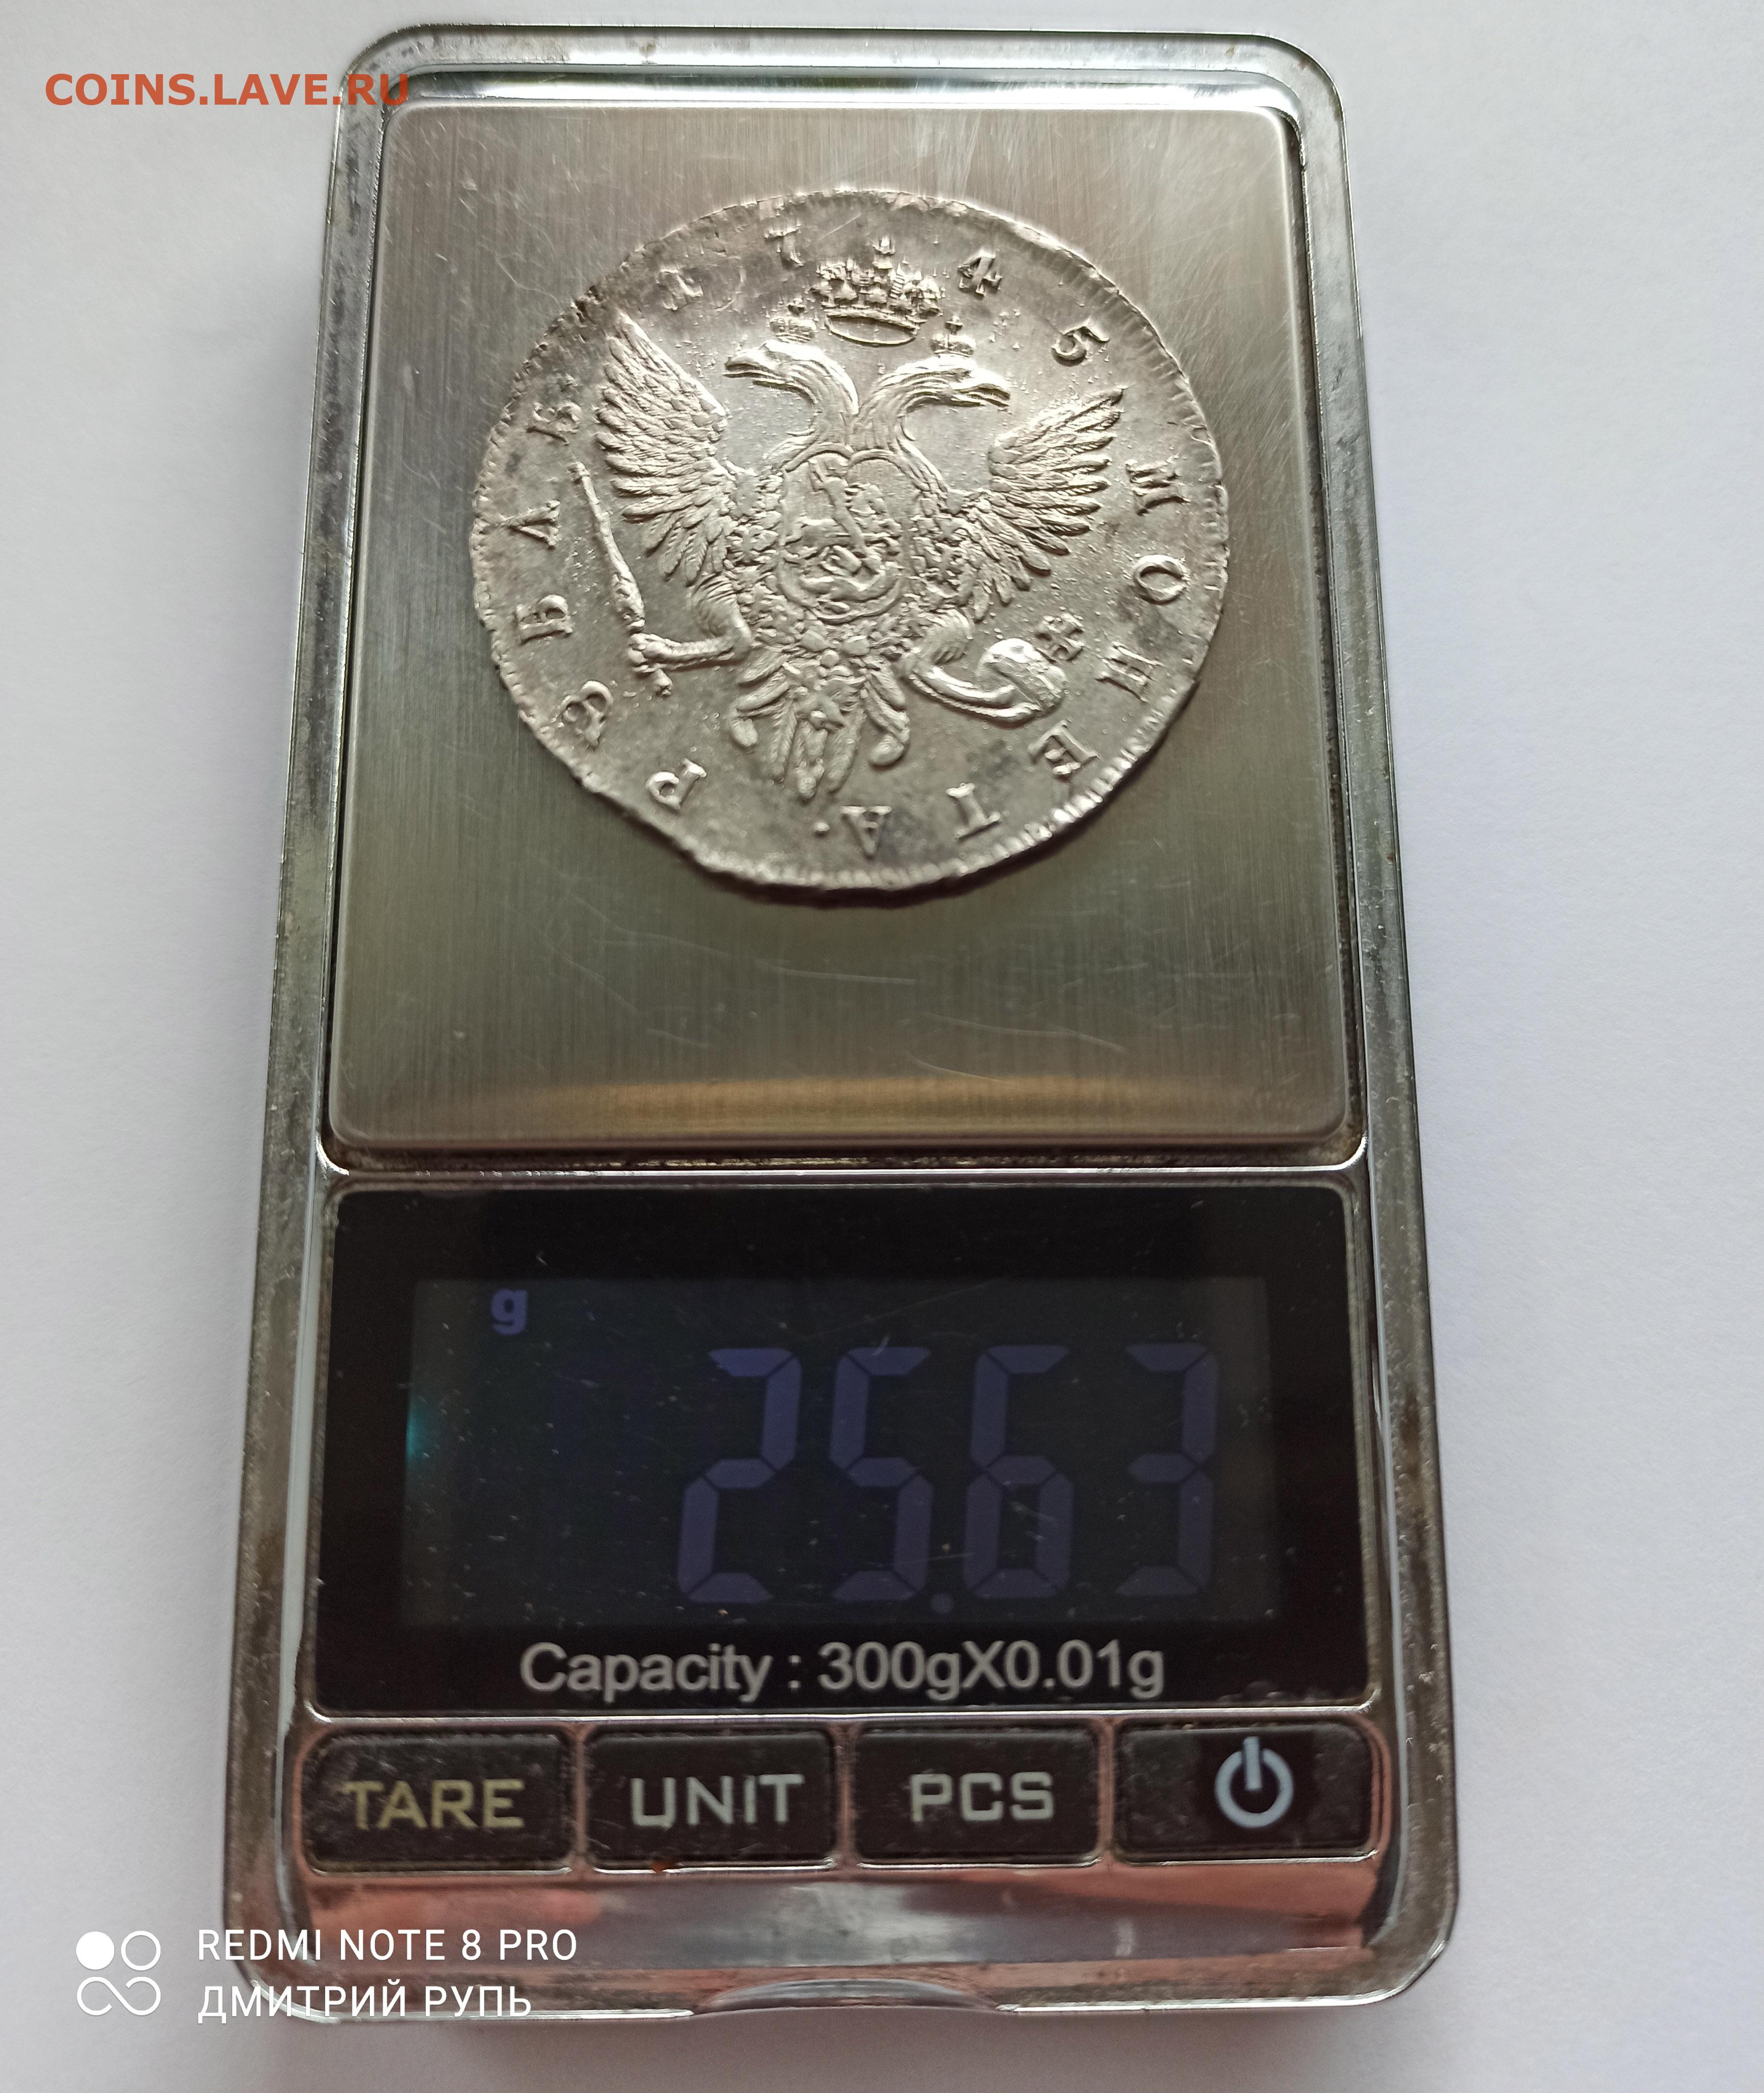 COINS.LAVE.RU
1745 МОНЕТА · РУБЛЬ
g
25.63
Capacity : 300gX0.01g
TARE UNIT PCS
REDMI NOTE 8 PRO
ДМИТРИЙ РУПЬ